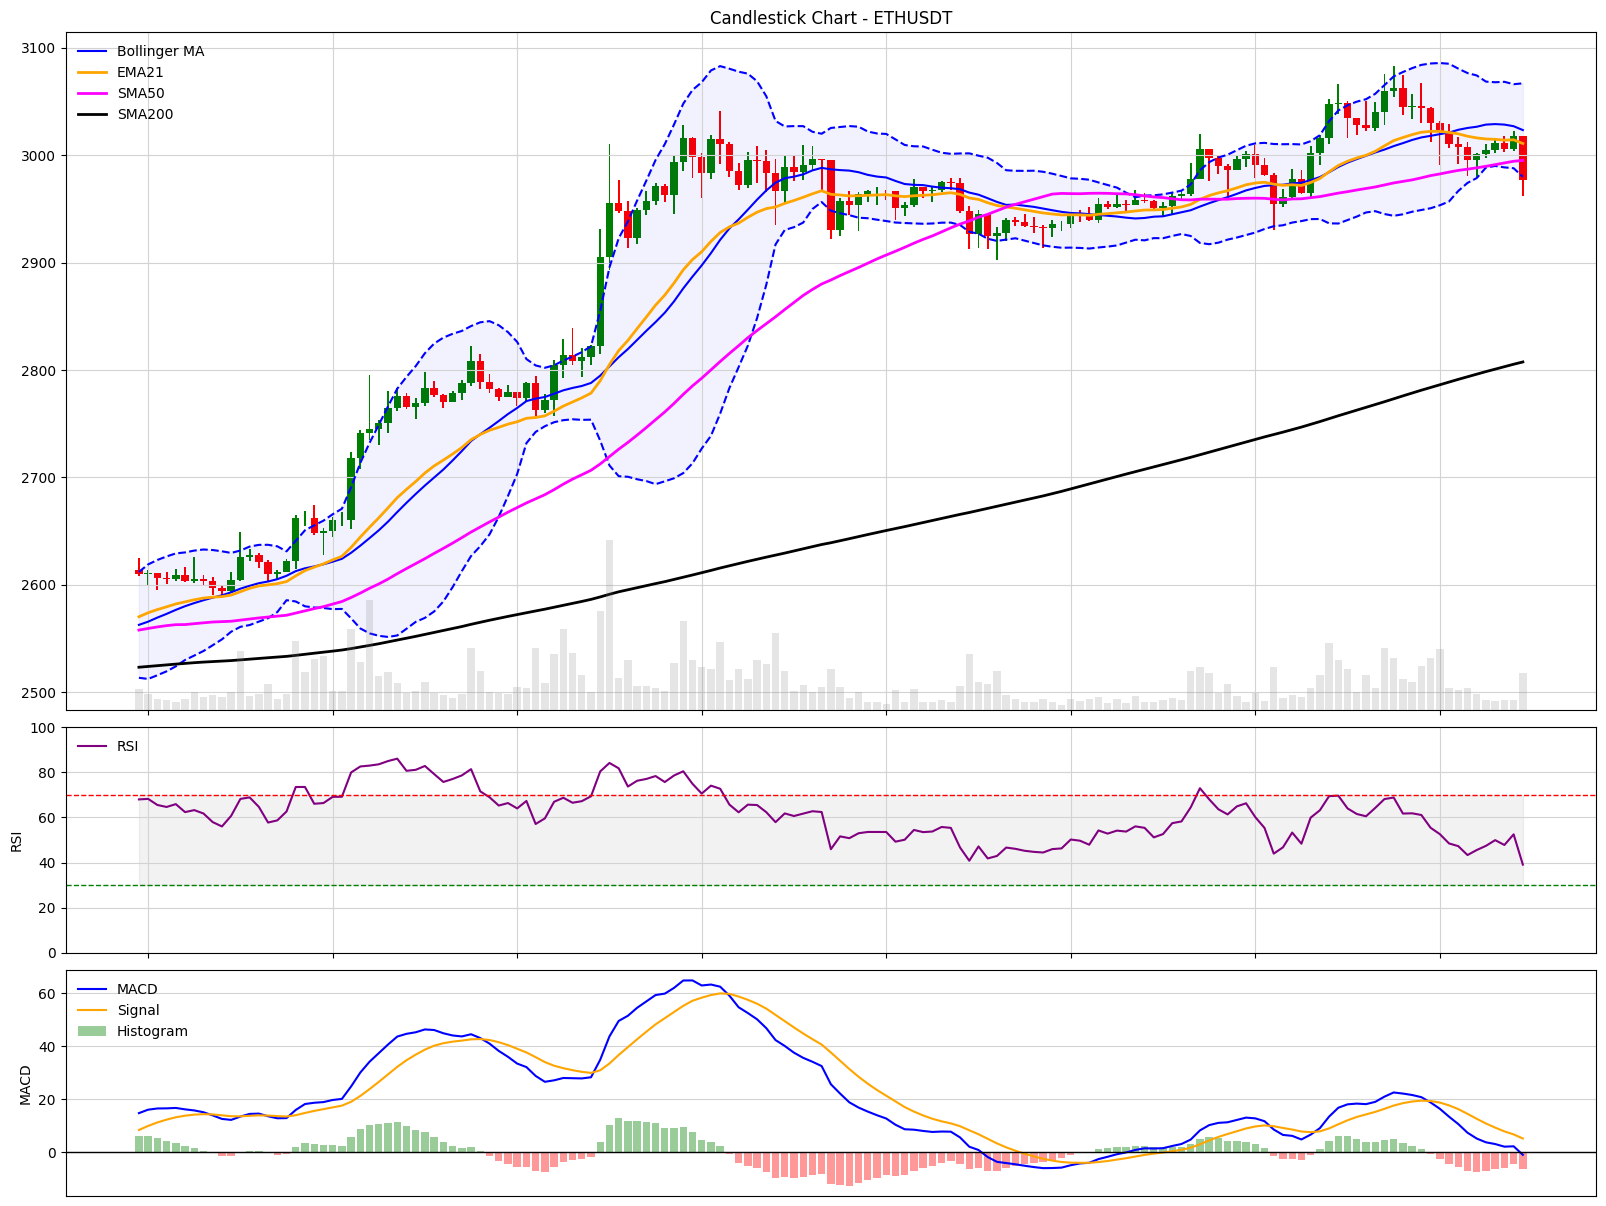 Candlestick Chart - ETHUSDT
3100
3000
2900
2800
2700
2600
2500
Bollinger MA
EMA21
SMA50
SMA200
100
80
60
40
20
0
RSI
RSI
60
40
20
0
MACD
MACD
Signal
Histogram